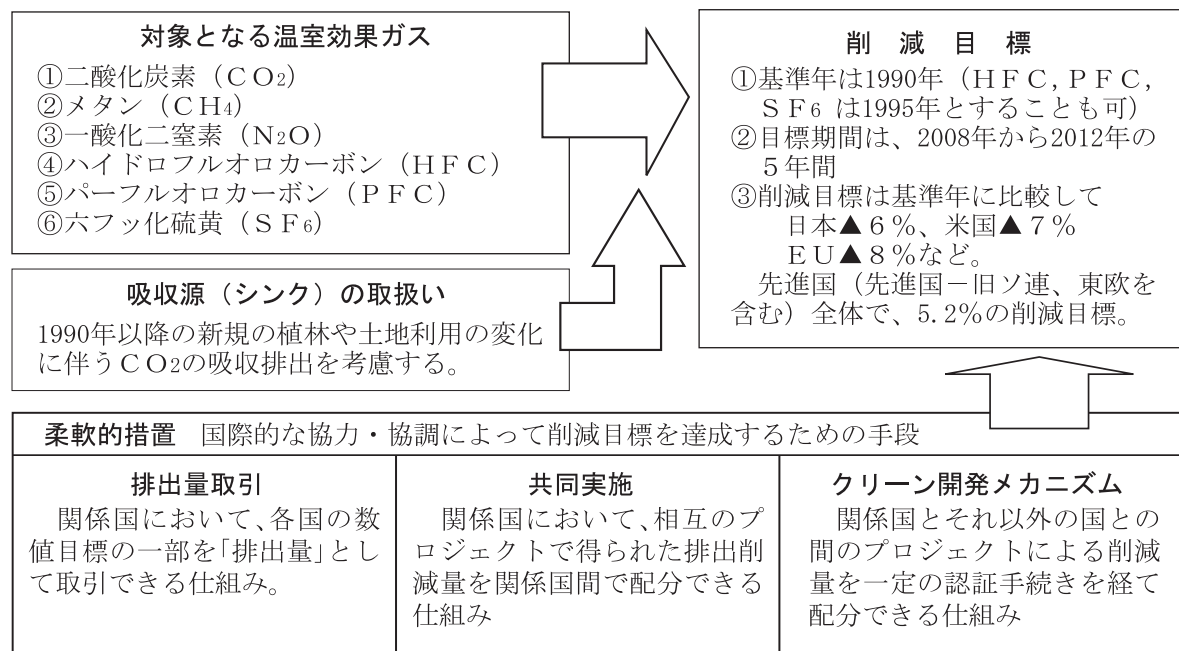 対象となる温室効果ガス
①二酸化炭素（ＣＯ₂）
②メタン（ＣＨ₄）
③一酸化二窒素（Ｎ₂Ｏ）
④ハイドロフルオロカーボン（ＨＦＣ）
⑤パーフルオロカーボン（ＰＦＣ）
⑥六フッ化硫黄（ＳＦ₆）
吸収源（シンク）の取扱い
1990年以降の新規の植林や土地利用の変化
に伴うＣＯ₂の吸収排出を考慮する。
削　減　目　標
①基準年は1990年（ＨＦＣ，ＰＦＣ，
ＳＦ₆は1995年とすることも可）
②目標期間は、2008年から2012年の
５年間
③削減目標は基準年に比較して
日本▲６％、米国▲７％
ＥＵ▲８％など。
先進国（先進国－旧ソ連、東欧を
含む）全体で、5.2％の削減目標。
柔軟的措置　国際的な協力・協調によって削減目標を達成するための手段
排出量取引
関係国において、各国の数
値目標の一部を「排出量」とし
て取引できる仕組み。
共同実施
関係国において、相互のプ
ロジェクトで得られた排出削
減量を関係国間で配分できる
仕組み
クリーン開発メカニズム
関係国とそれ以外の国との
間のプロジェクトによる削減
量を一定の認証手続きを経て
配分できる仕組み